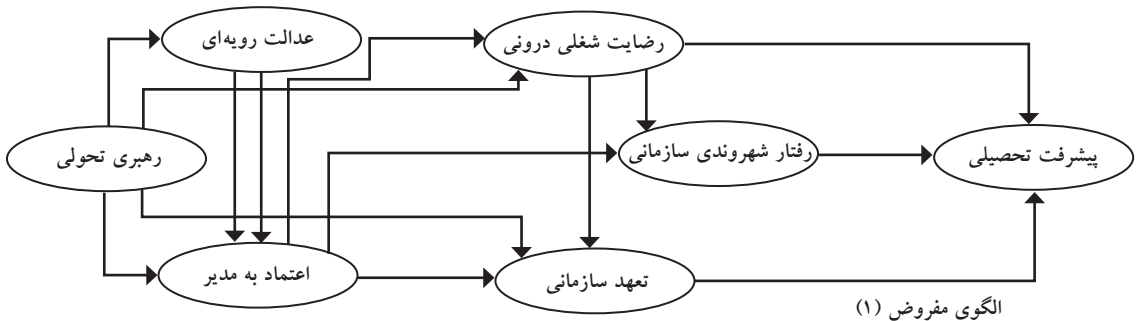 عدالت رویه‌ای
رضایت شغلی درونی
رهبری تحولی
رفتار شهروندی سازمانی
پیشرفت تحصیلی
اعتماد به مدیر
تعهد سازمانی
الگوی مفروض (۱)